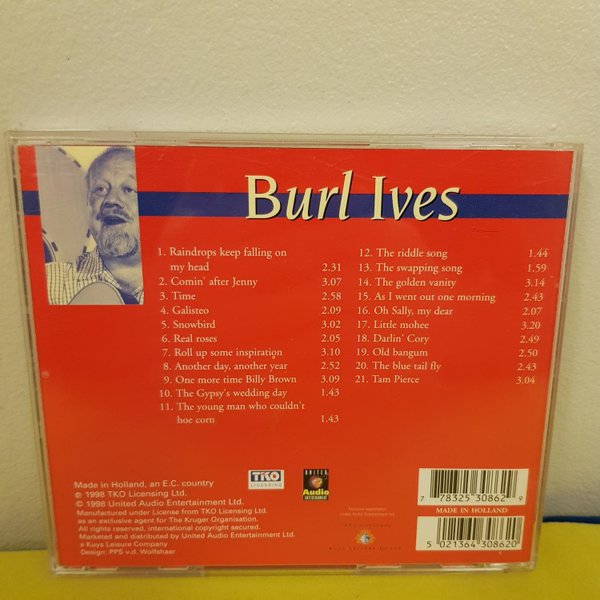 Burl Ives
1. Raindrops keep falling on
my head 2.31
2. Comin' after Jenny 3.07
3. Time 2.58
4. Galisteo 2.09
5. Snowbird 3.02
6. Real roses 2.05
7. Roll up some inspiration 3.10
8. Another day, another year 2.52
9. One more time Billy Brown 3.09
10. The Gypsy's wedding day 1.43
11. The young man who couldn't
hoe corn 1.43
12. The riddle song 1.44
13. The swapping song 1.59
14. The golden vanity 3.14
15. As I went out one morning 2.43
16. Oh Sally, my dear 2.07
17. Little mohee 3.20
18. Darlin' Cory 2.49
19. Old bangum 2.50
20. The blue tail fly 2.43
21. Tam Pierce 3.04
Made in Holland, an E.C. country
℗ 1998 TKO Licensing Ltd.
© 1998 United Audio Entertainment Ltd.
Manufactured under License from TKO Licensing Ltd.
as an exclusive agent for The Kruger Organisation.
All rights reserved, international copyright secured.
Marketed and distributed by United Audio Entertainment Ltd.
a Kuys Leisure Company
Design: PPS v.d. Wolfshaar
TKO
LICENSING
UNITED
Audio
ENTERTAINMENT
KUYS LEISURE GROUP
7 78325 30862 9
MADE IN HOLLAND
5 021364 308620